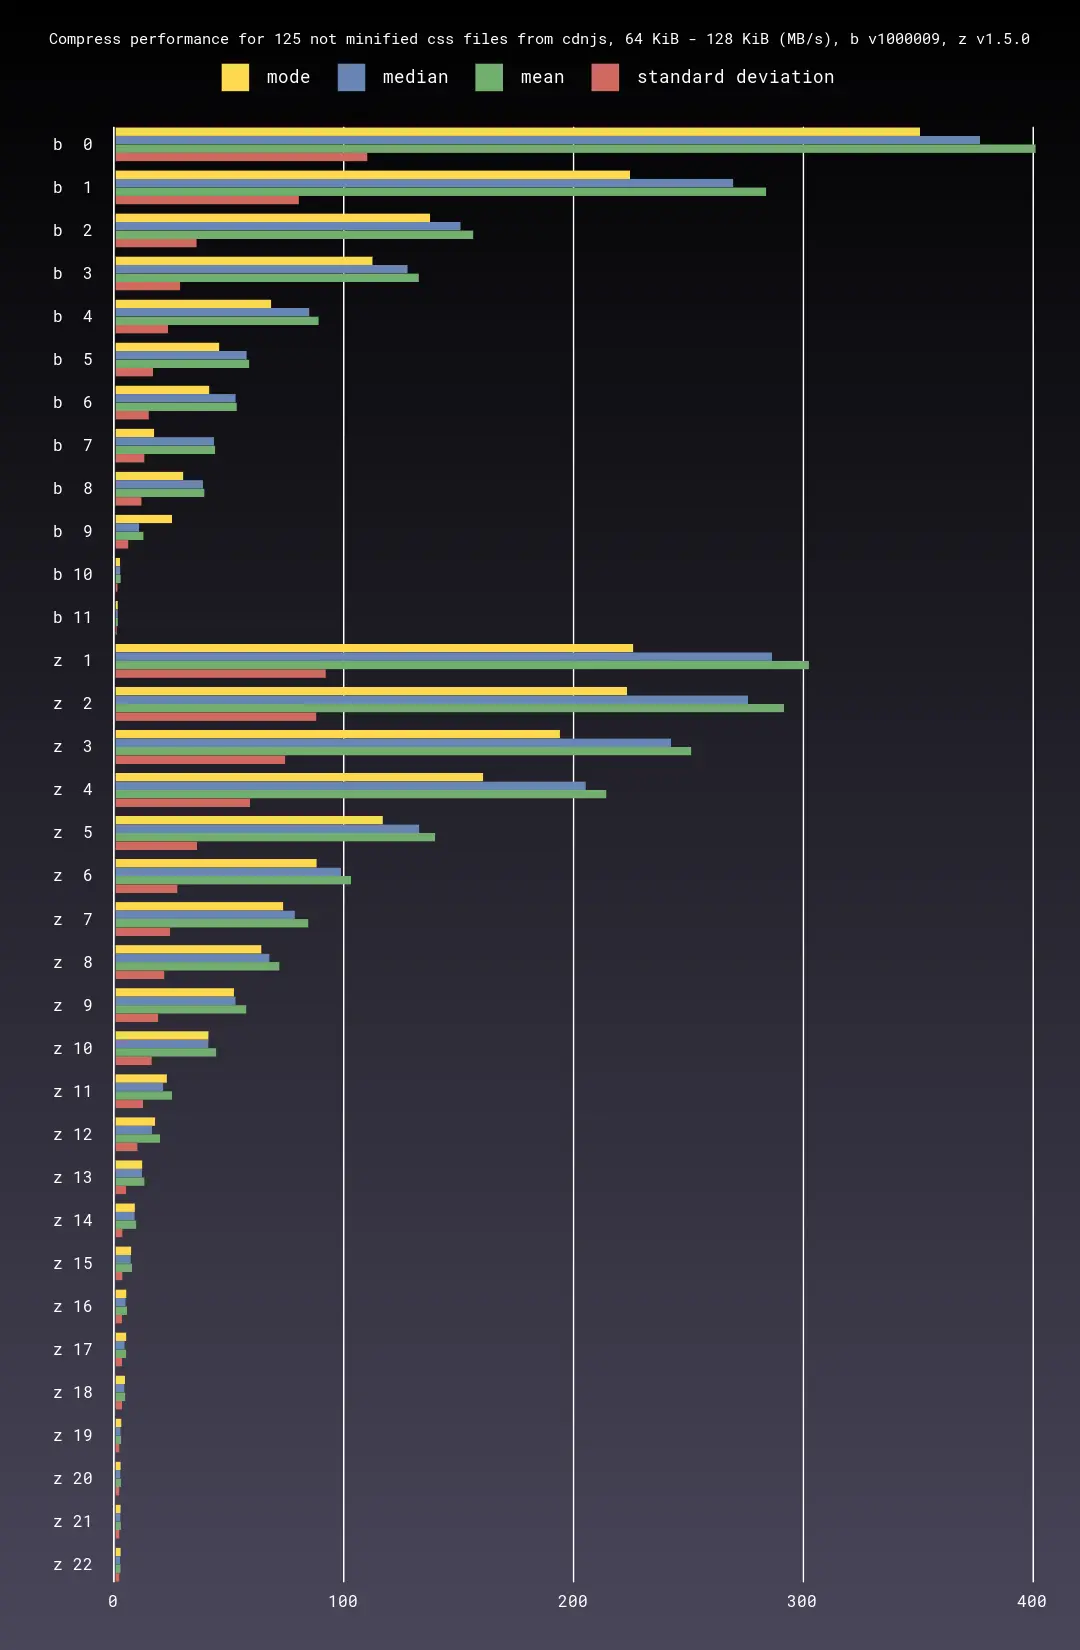 Compress performance for 125 not minified css files from cdnjs, 64 KiB - 128 KiB (MB/s), b v1000009, z v1.5.0
mode median mean standard deviation
b 0
b 1
b 2
b 3
b 4
b 5
b 6
b 7
b 8
b 9
b 10
b 11
z 1
z 2
z 3
z 4
z 5
z 6
z 7
z 8
z 9
z 10
z 11
z 12
z 13
z 14
z 15
z 16
z 17
z 18
z 19
z 20
z 21
z 22
0 100 200 300 400